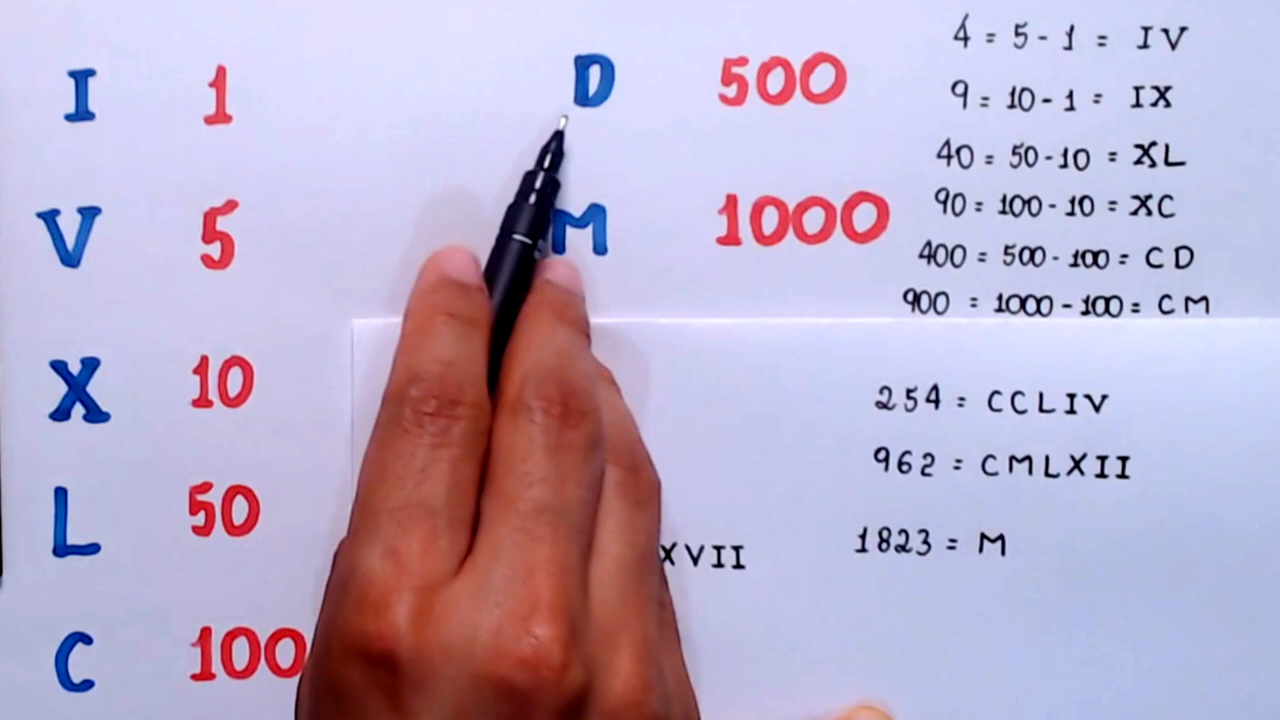 I 1
V 5
X 10
L 50
C 100
D 500
M 1000
4 = 5 - 1 = IV
9 = 10 - 1 = IX
40 = 50 - 10 = XL
90 = 100 - 10 = XC
400 = 500 - 100 = CD
900 = 1000 - 100 = CM
254 = CCLIV
962 = CMLXII
XVII
1823 = M